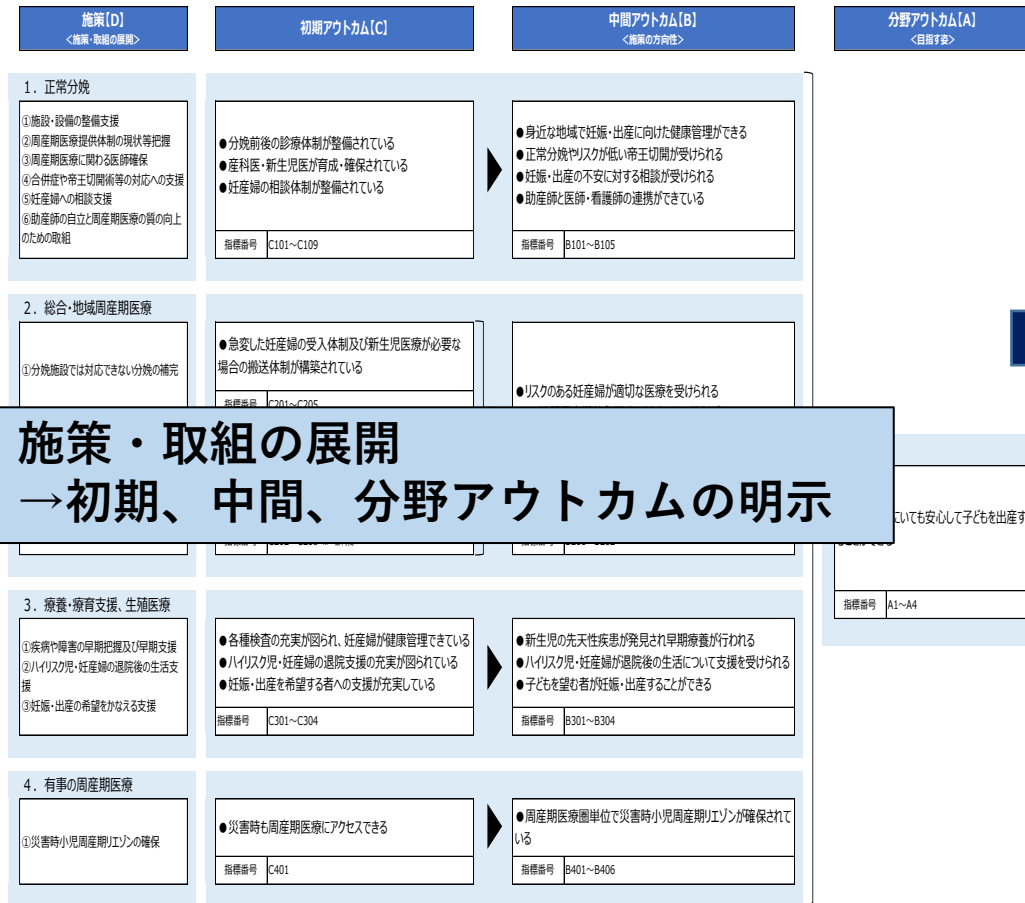 施策【D】
<施策・取組の展開>
初期アウトカム【C】
中間アウトカム【B】
<施策の方向性>
分野アウトカム【A】
<目指す姿>
1．正常分娩
①施設・設備の整備支援
②周産期医療提供体制の現状等把握
③周産期医療に関わる医師確保
④合併症や帝王切開術等の対応への支援
⑤妊産婦への相談支援
⑥助産師の自立と周産期医療の質の向上
のための取組
●分娩前後の診療体制が整備されている
●産科医・新生児医が育成・確保されている
●妊産婦の相談体制が整備されている
指標番号 C101～C109
●身近な地域で妊娠・出産に向けた健康管理ができる
●正常分娩やリスクが低い帝王切開が受けられる
●妊娠・出産の不安に対する相談が受けられる
●助産師と医師・看護師の連携ができている
指標番号 B101～B105
2．総合・地域周産期医療
①分娩施設では対応できない分娩の補完
●急変した妊産婦の受入体制及び新生児医療が必要な
場合の搬送体制が構築されている
指標番号 C201～C205
●リスクのある妊産婦が適切な医療を受けられる
施策・取組の展開
→初期、中間、分野アウトカムの明示
にいても安心して子どもを出産す
指標番号 A1～A4
3．療養・療育支援、生殖医療
①疾病や障害の早期把握及び早期支援
②ハイリスク児・妊産婦の退院後の生活支
援
③妊娠・出産の希望をかなえる支援
●各種検査の充実が図られ、妊産婦が健康管理できている
●ハイリスク児・妊産婦の退院支援の充実が図られている
●妊娠・出産を希望する者への支援が充実している
指標番号 C301～C304
●新生児の先天性疾患が発見され早期療養が行われる
●ハイリスク児・妊産婦が退院後の生活について支援を受けられる
●子どもを望む者が妊娠・出産することができる
指標番号 B301～B304
4．有事の周産期医療
①災害時小児周産期リエゾンの確保
●災害時も周産期医療にアクセスできる
指標番号 C401
●周産期医療圏単位で災害時小児周産期リエゾンが確保されて
いる
指標番号 B401～B406